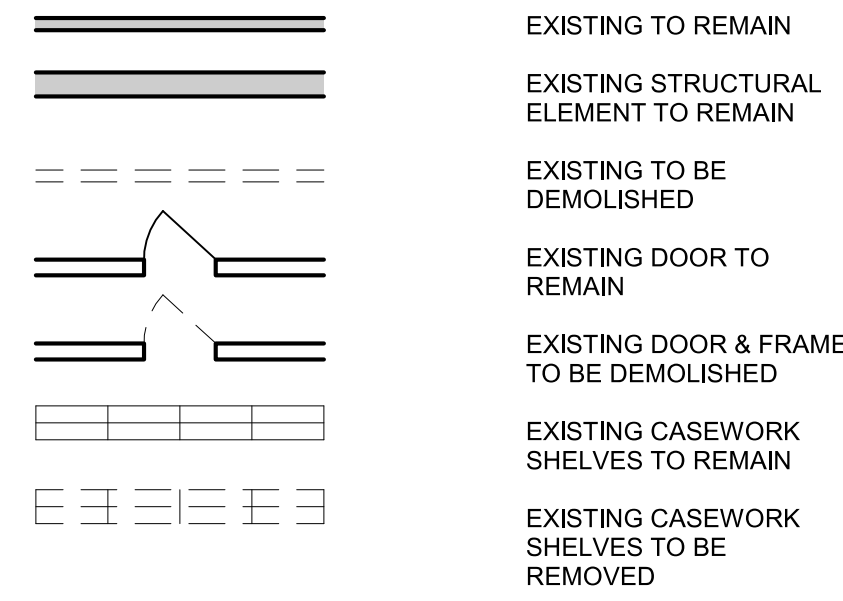 EXISTING TO REMAIN
EXISTING STRUCTURAL
ELEMENT TO REMAIN
EXISTING TO BE
DEMOLISHED
EXISTING DOOR TO
REMAIN
EXISTING DOOR & FRAME
TO BE DEMOLISHED
EXISTING CASEWORK
SHELVES TO REMAIN
EXISTING CASEWORK
SHELVES TO BE
REMOVED